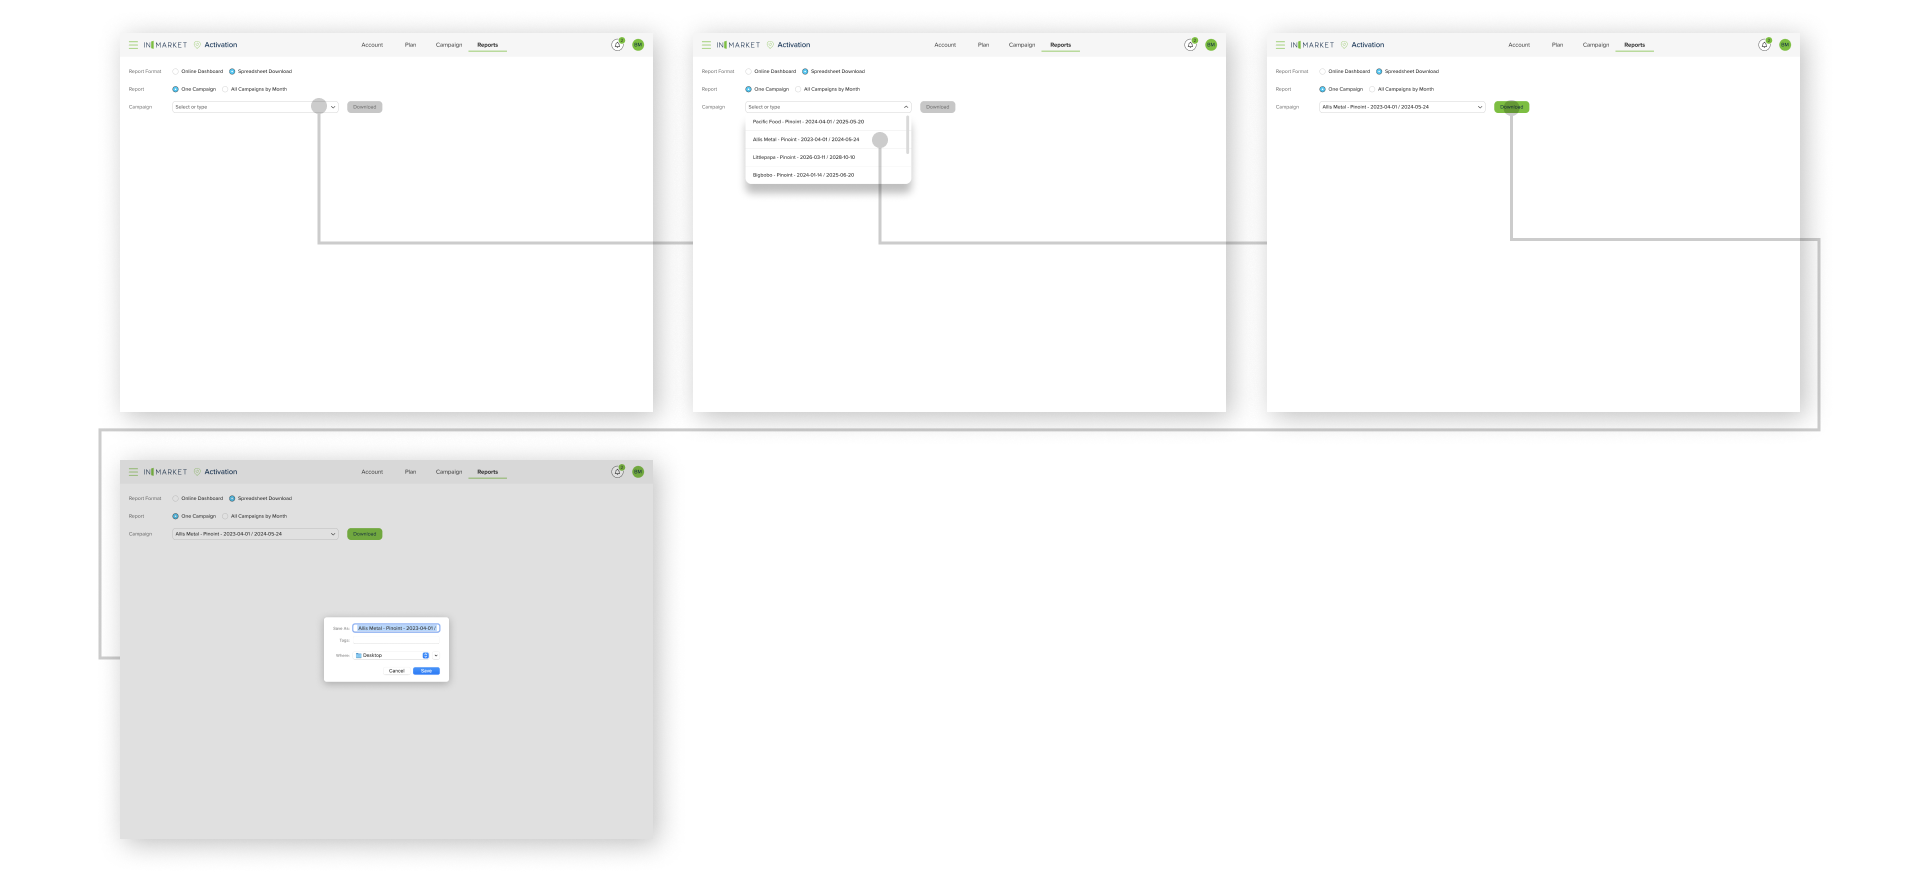 INMARKET Activation Account Plan Campaign Reports 2 BM
Report Format Online Dashboard Spreadsheet Download
Report One Campaign All Campaigns by Month
Campaign Select or type Download
INMARKET Activation Account Plan Campaign Reports 2 BM
Report Format Online Dashboard Spreadsheet Download
Report One Campaign All Campaigns by Month
Campaign Select or type Download
Pacific Food - Pinoint - 2024-04-01 / 2025-05-20
Allis Metal - Pinoint - 2023-04-01 / 2024-05-24
Littlepapa - Pinoint - 2026-03-11 / 2028-10-10
Bigbobo - Pinoint - 2024-01-14 / 2025-06-20
INMARKET Activation Account Plan Campaign Reports 2 BM
Report Format Online Dashboard Spreadsheet Download
Report One Campaign All Campaigns by Month
Campaign Allis Metal - Pinoint - 2023-04-01 / 2024-05-24 Download
INMARKET Activation Account Plan Campaign Reports 2 BM
Report Format Online Dashboard Spreadsheet Download
Report One Campaign All Campaigns by Month
Campaign Allis Metal - Pinoint - 2023-04-01 / 2024-05-24 Download
Save As: Allis Metal - Pinoint - 2023-04-01 /
Tags:
Where: Desktop
Cancel Save